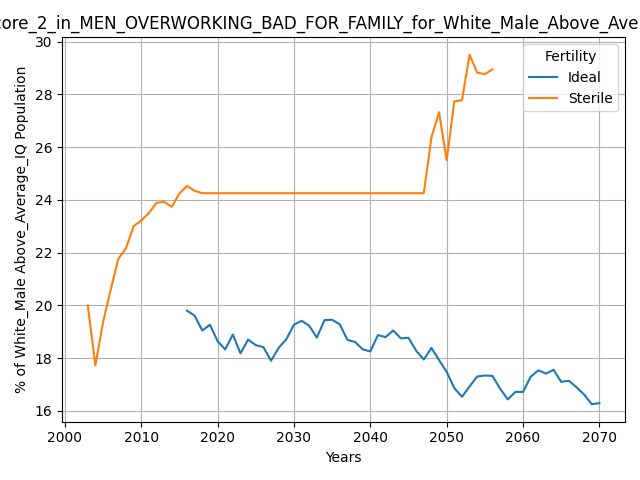 core_2_in_MEN_OVERWORKING_BAD_FOR_FAMILY_for_White_Male_Above_Ave
Fertility
Ideal
Sterile
% of White_Male Above_Average_IQ Population
30
28
26
24
22
20
18
16
2000 2010 2020 2030 2040 2050 2060 2070
Years